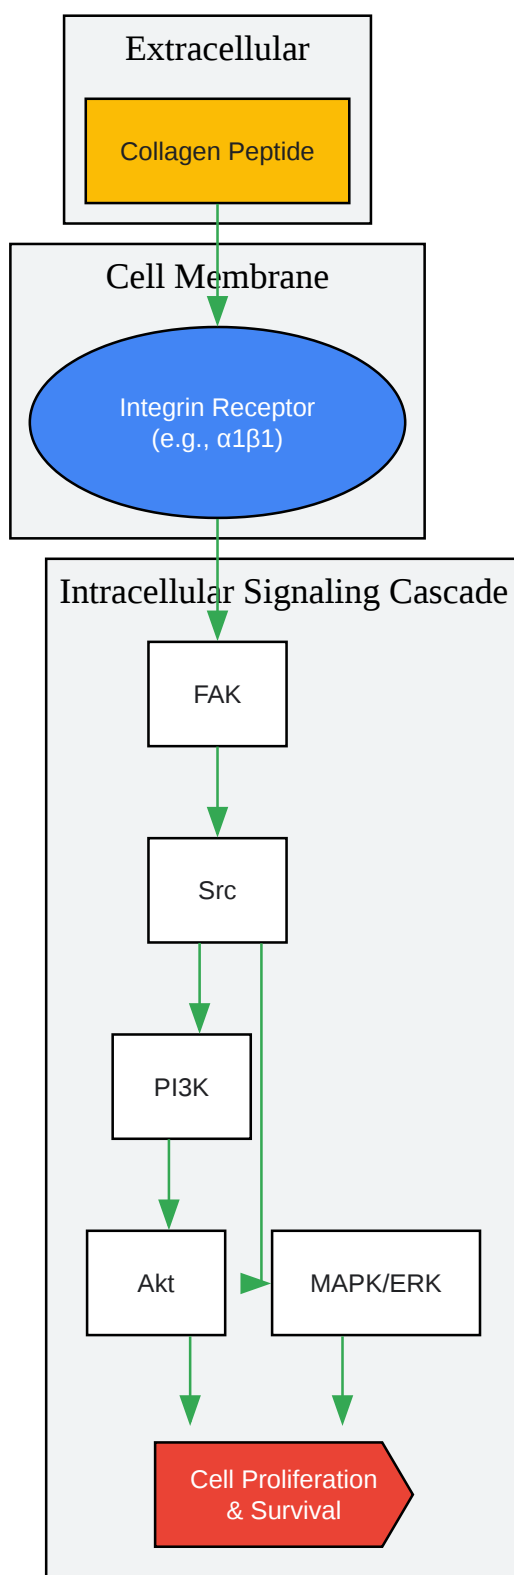 Extracellular
Collagen Peptide
Cell Membrane
Integrin Receptor
(e.g., α1β1)
Intracellular Signaling Cascade
FAK
Src
PI3K
Akt
MAPK/ERK
Cell Proliferation
& Survival